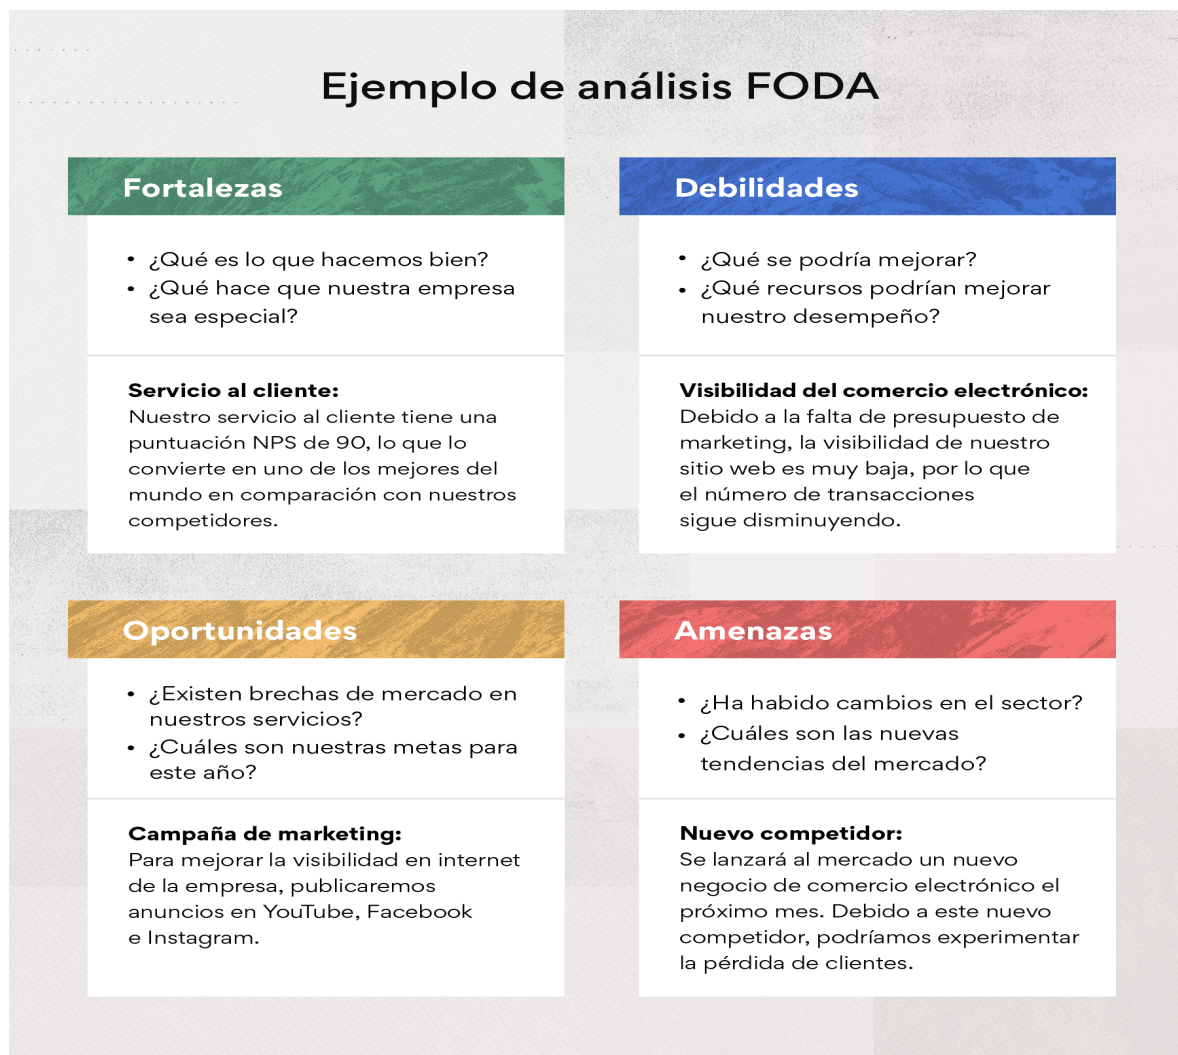 Ejemplo de análisis FODA
Fortalezas
• ¿Qué es lo que hacemos bien?
• ¿Qué hace que nuestra empresa
sea especial?
Servicio al cliente:
Nuestro servicio al cliente tiene una
puntuación NPS de 90, lo que lo
convierte en uno de los mejores del
mundo en comparación con nuestros
competidores.
Debilidades
• ¿Qué se podría mejorar?
• ¿Qué recursos podrían mejorar
nuestro desempeño?
Visibilidad del comercio electrónico:
Debido a la falta de presupuesto de
marketing, la visibilidad de nuestro
sitio web es muy baja, por lo que
el número de transacciones
sigue disminuyendo.
Oportunidades
• ¿Existen brechas de mercado en
nuestros servicios?
• ¿Cuáles son nuestras metas para
este año?
Campaña de marketing:
Para mejorar la visibilidad en internet
de la empresa, publicaremos
anuncios en YouTube, Facebook
e Instagram.
Amenazas
• ¿Ha habido cambios en el sector?
• ¿Cuáles son las nuevas
tendencias del mercado?
Nuevo competidor:
Se lanzará al mercado un nuevo
negocio de comercio electrónico el
próximo mes. Debido a este nuevo
competidor, podríamos experimentar
la pérdida de clientes.